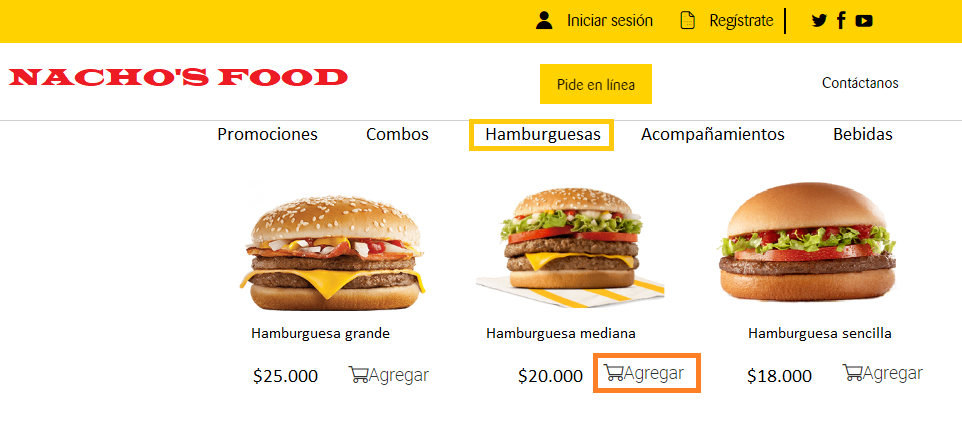 Iniciar sesión Regístrate
NACHO'S FOOD
Pide en línea
Contáctanos
Promociones Combos Hamburguesas Acompañamientos Bebidas
Hamburguesa grande Hamburguesa mediana Hamburguesa sencilla
$25.000 Agregar $20.000 Agregar $18.000 Agregar